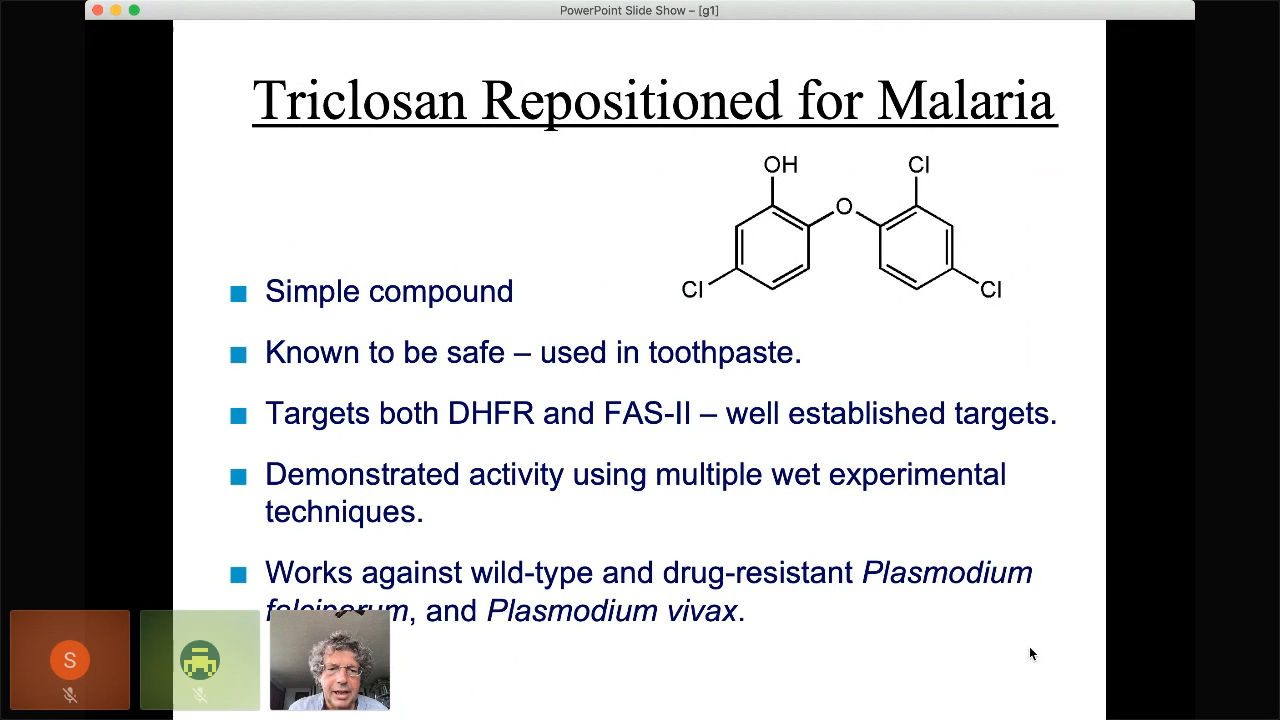 PowerPoint Slide Show – [g1]
Triclosan Repositioned for Malaria
OH
Cl
O
Cl
Cl
Simple compound
Known to be safe – used in toothpaste.
Targets both DHFR and FAS-II – well established targets.
Demonstrated activity using multiple wet experimental
techniques.
Works against wild-type and drug-resistant Plasmodium
falciparum, and Plasmodium vivax.
S